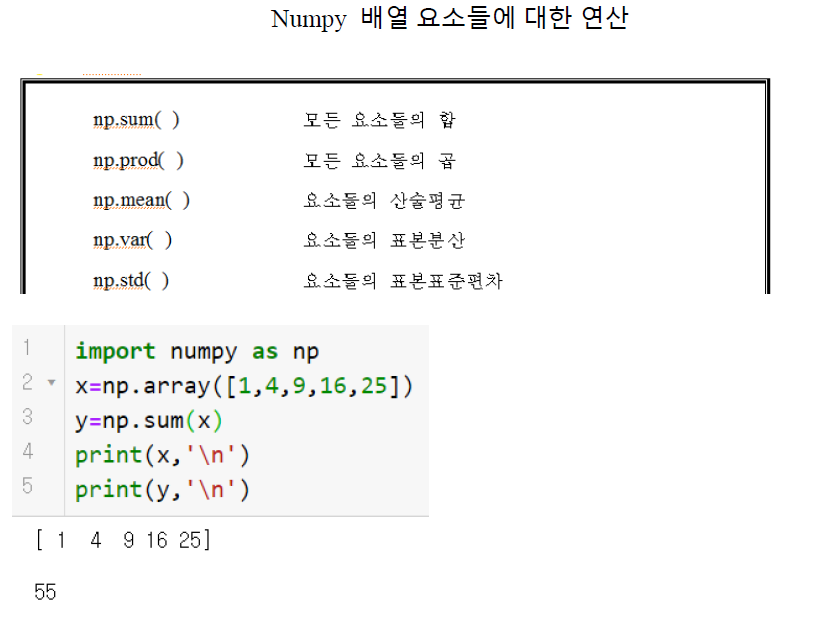 Numpy 배열 요소들에 대한 연산
np.sum( ) 모든 요소들의 합
np.prod( ) 모든 요소들의 곱
np.mean( ) 요소들의 산술평균
np.var( ) 요소들의 표본분산
np.std( ) 요소들의 표본표준편차
1 import numpy as np
2 x=np.array([1,4,9,16,25])
3 y=np.sum(x)
4 print(x,'\n')
5 print(y,'\n')
[ 1  4  9 16 25]
55